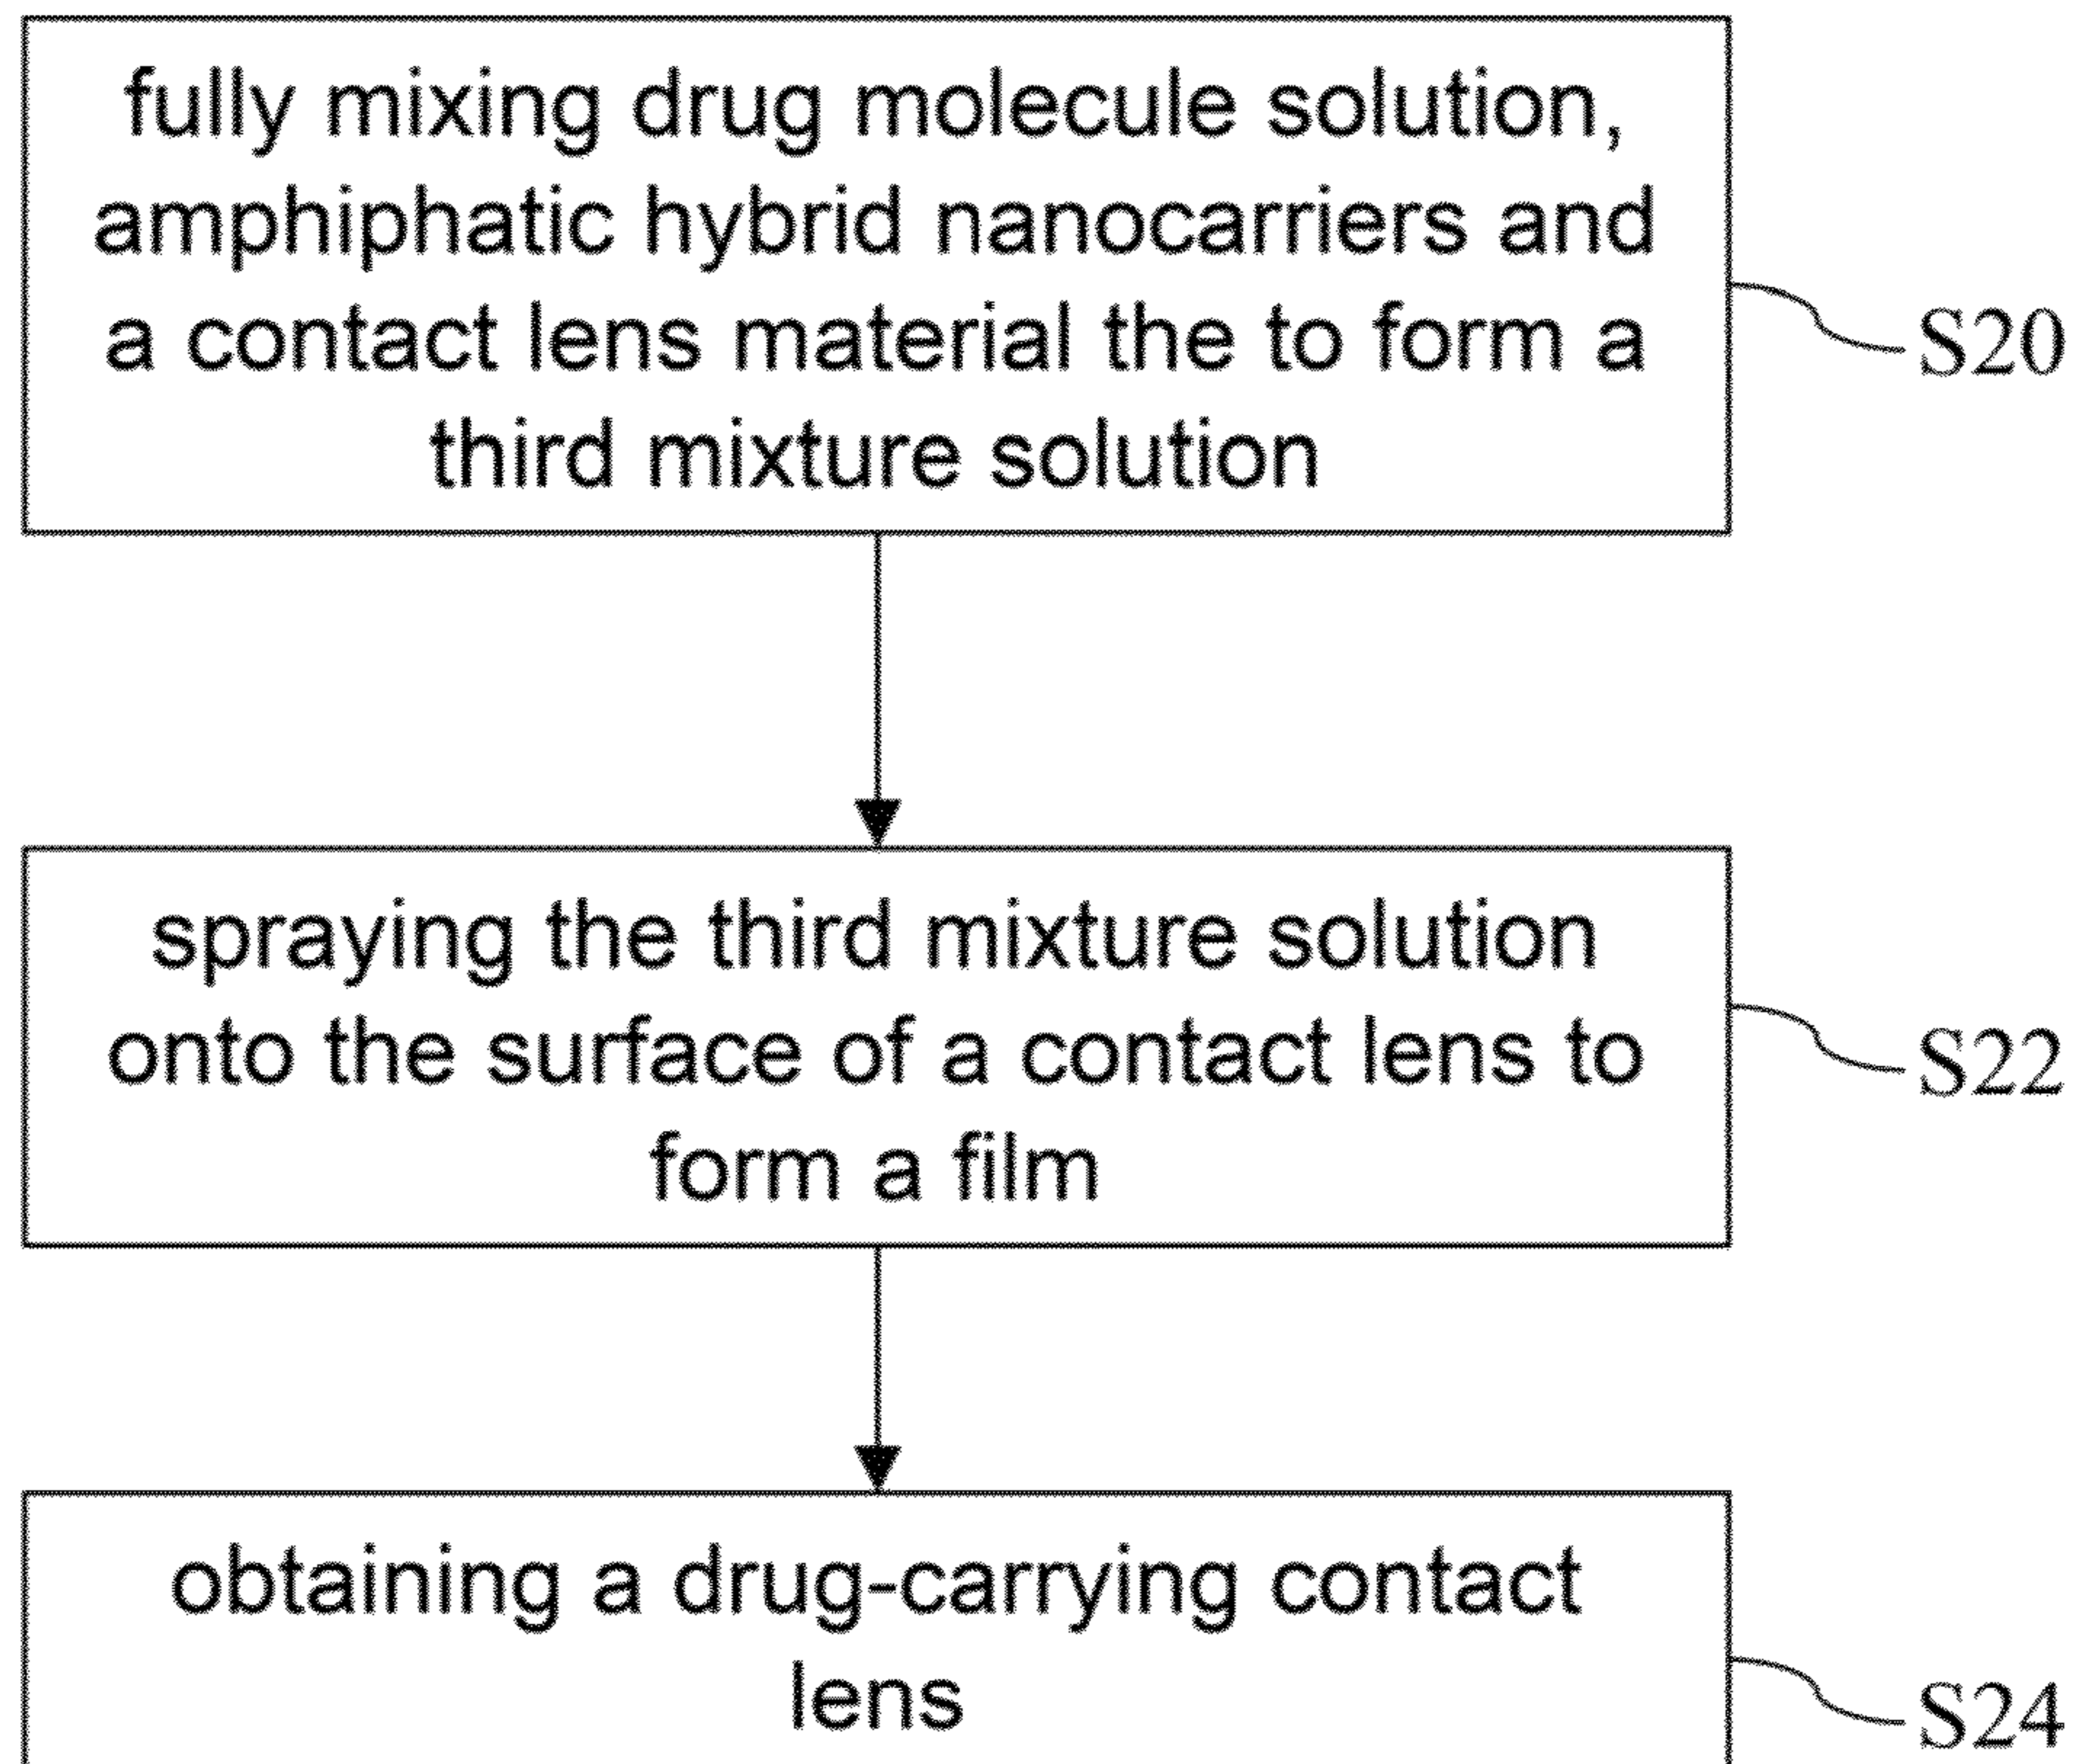 fully mixing drug molecule solution,
amphiphatic hybrid nanocarriers and
a contact lens material the to form a
third mixture solution
S20
spraying the third mixture solution
onto the surface of a contact lens to
form a film
S22
obtaining a drug-carrying contact
lens
S24